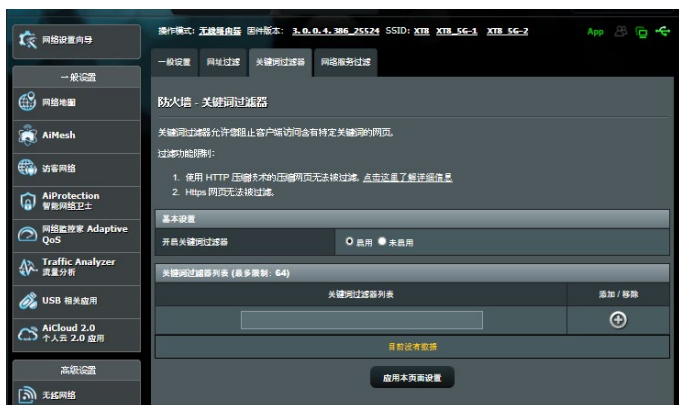 操作模式: 无线路由器 固件版本: 3.0.0.4.386_25524 SSID: XT8 XT8_5G-1 XT8_5G-2 App
网络设置向导
一般设置 网址过滤 关键词过滤器 网络服务过滤
一般设置
网络地图
AiMesh
访客网络
AiProtection
智能网络卫士
网络监控家 Adaptive
QoS
Traffic Analyzer
流量分析
USB 相关应用
AiCloud 2.0
个人云 2.0 应用
高级设置
无线网络
防火墙 - 关键词过滤器
关键词过滤器允许您阻止客户端访问含有特定关键词的网页。
过滤功能限制:
1. 使用 HTTP 压缩技术的压缩网页无法被过滤. 点击这里了解详细信息
2. Https 网页无法被过滤.
基本设置
开启关键词过滤器 启用 未启用
关键词过滤器列表 (最多限制: 64)
关键词过滤器列表 添加 / 移除
目前没有数据
应用本页面设置